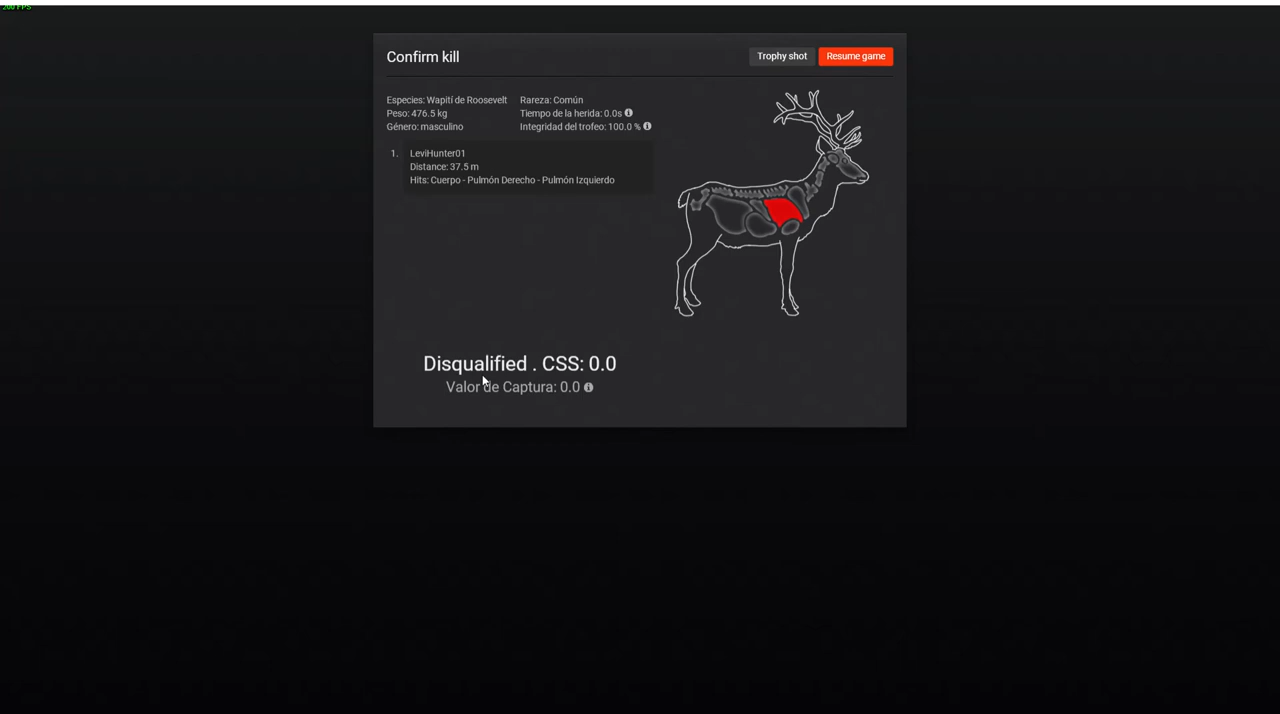 200 FPS
Confirm kill
Trophy shot
Resume game
Especies: Wapití de Roosevelt
Rareza: Común
Peso: 476.5 kg
Tiempo de la herida: 0.0s
Género: masculino
Integridad del trofeo: 100.0 %
1. LeviHunter01
Distance: 37.5 m
Hits: Cuerpo - Pulmón Derecho - Pulmón Izquierdo
Disqualified . CSS: 0.0
Valor de Captura: 0.0